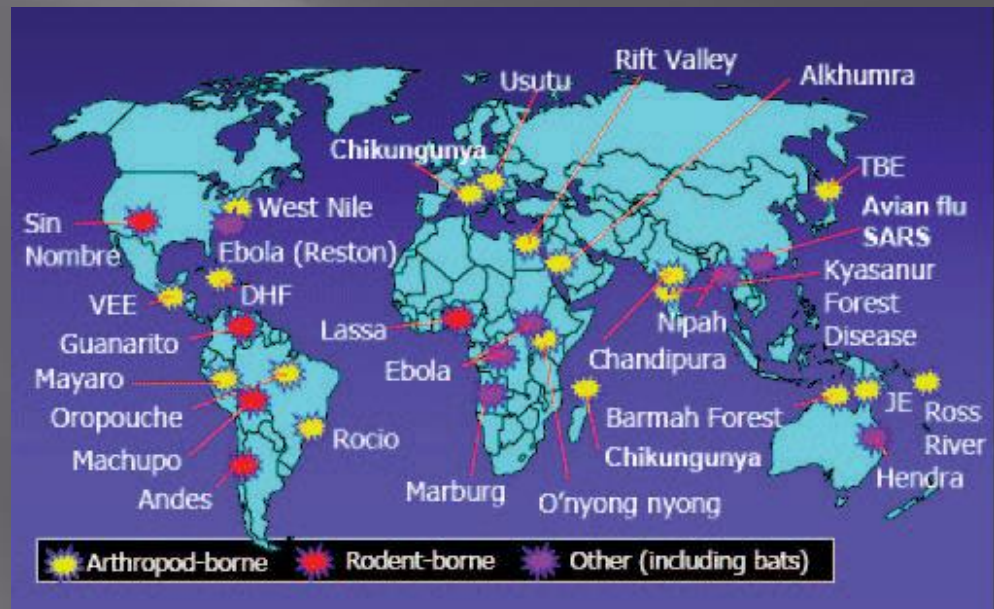 Rift Valley
Alkhumra
Usutu
Chikungunya
TBE
Avian flu
SARS
West Nile
Sin
Nombre
Ebola (Reston)
Kyasanur
Forest
Disease
VEE
DHF
Nipah
Guanarito
Lassa
Chandipura
Mayaro
Ebola
Oropouche
Barmah Forest
JE
Ross
River
Rocio
Machupo
Chikungunya
Hendra
Andes
Marburg
O'nyong nyong
Arthropod-borne
Rodent-borne
Other (including bats)